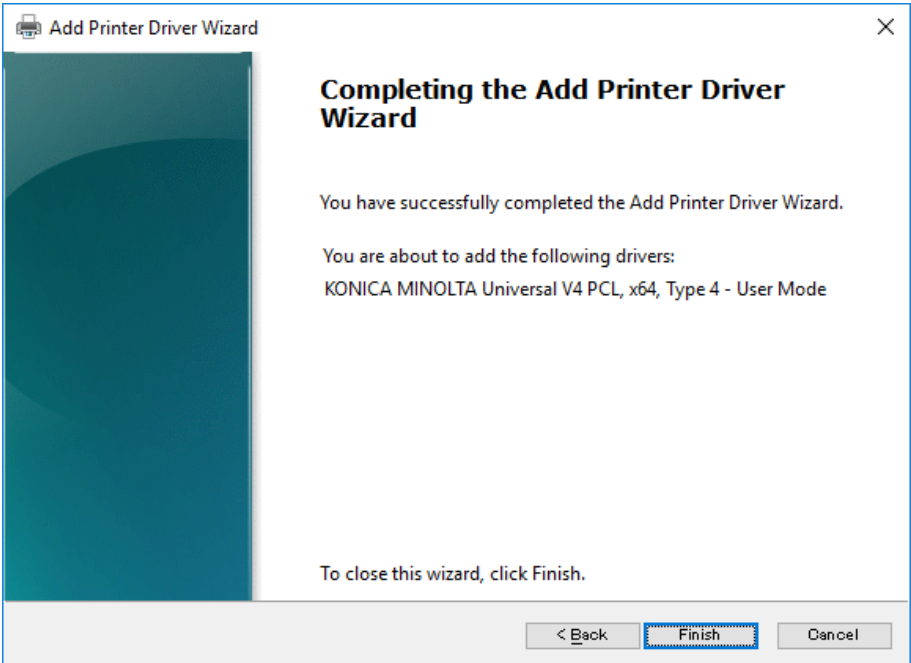 Add Printer Driver Wizard
Completing the Add Printer Driver
Wizard
You have successfully completed the Add Printer Driver Wizard.
You are about to add the following drivers:
KONICA MINOLTA Universal V4 PCL, x64, Type 4 - User Mode
To close this wizard, click Finish.
< Back
Finish
Cancel